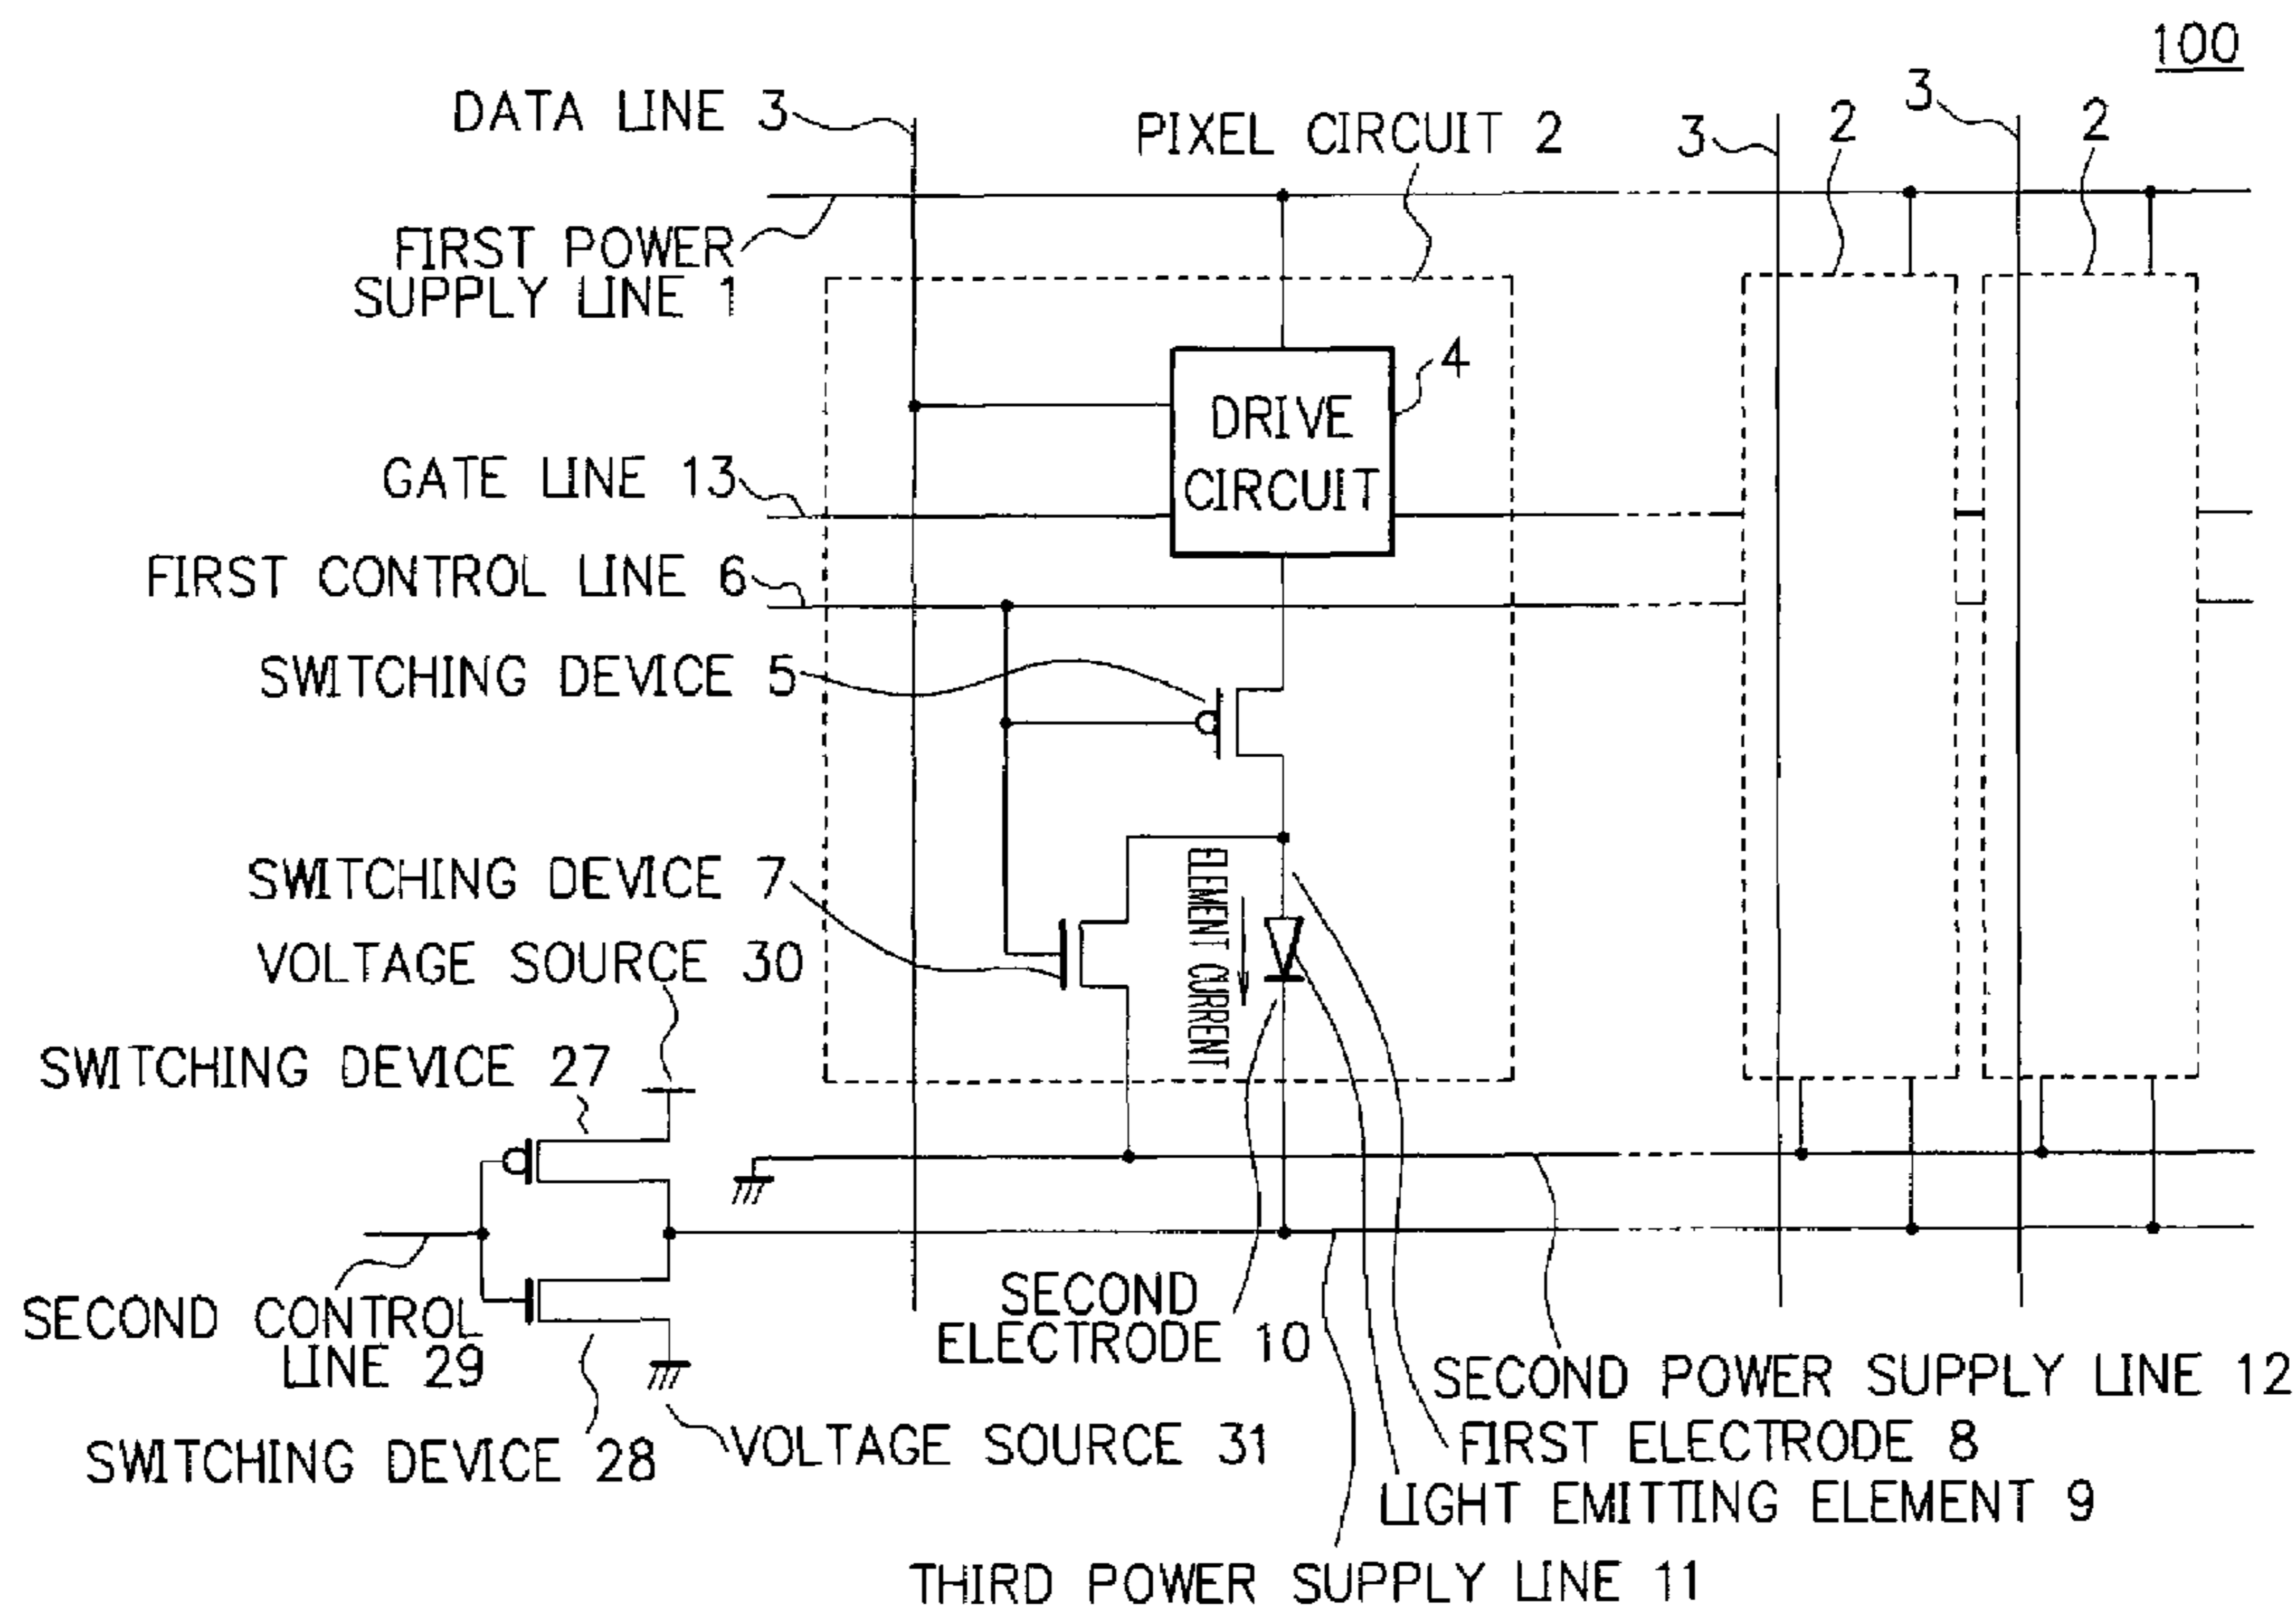 100
DATA LINE 3
PIXEL CIRCUIT 2
3
2
3
2
FIRST POWER
SUPPLY LINE 1
4
DRIVE
CIRCUIT
GATE LINE 13
FIRST CONTROL LINE 6
SWITCHING DEVICE 5
SWITCHING DEVICE 7
ELEMENT CURRENT
VOLTAGE SOURCE 30
SWITCHING DEVICE 27
SECOND CONTROL
LINE 29
SECOND
ELECTRODE 10
SECOND POWER SUPPLY LINE 12
SWITCHING DEVICE 28
VOLTAGE SOURCE 31
FIRST ELECTRODE 8
LIGHT EMITTING ELEMENT 9
THIRD POWER SUPPLY LINE 11